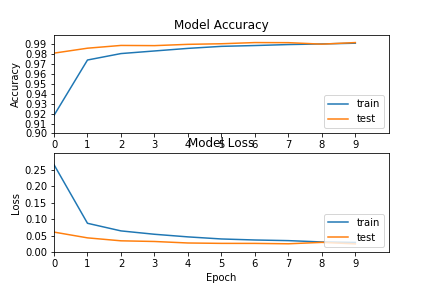 Model Accuracy
Accuracy
0.99
0.98
0.97
0.96
0.95
0.94
0.93
0.92
0.91
0.90
train
test
0 1 2 3 4 5 6 7 8 9
Model Loss
Loss
0.25
0.20
0.15
0.10
0.05
0.00
train
test
0 1 2 3 4 5 6 7 8 9
Epoch